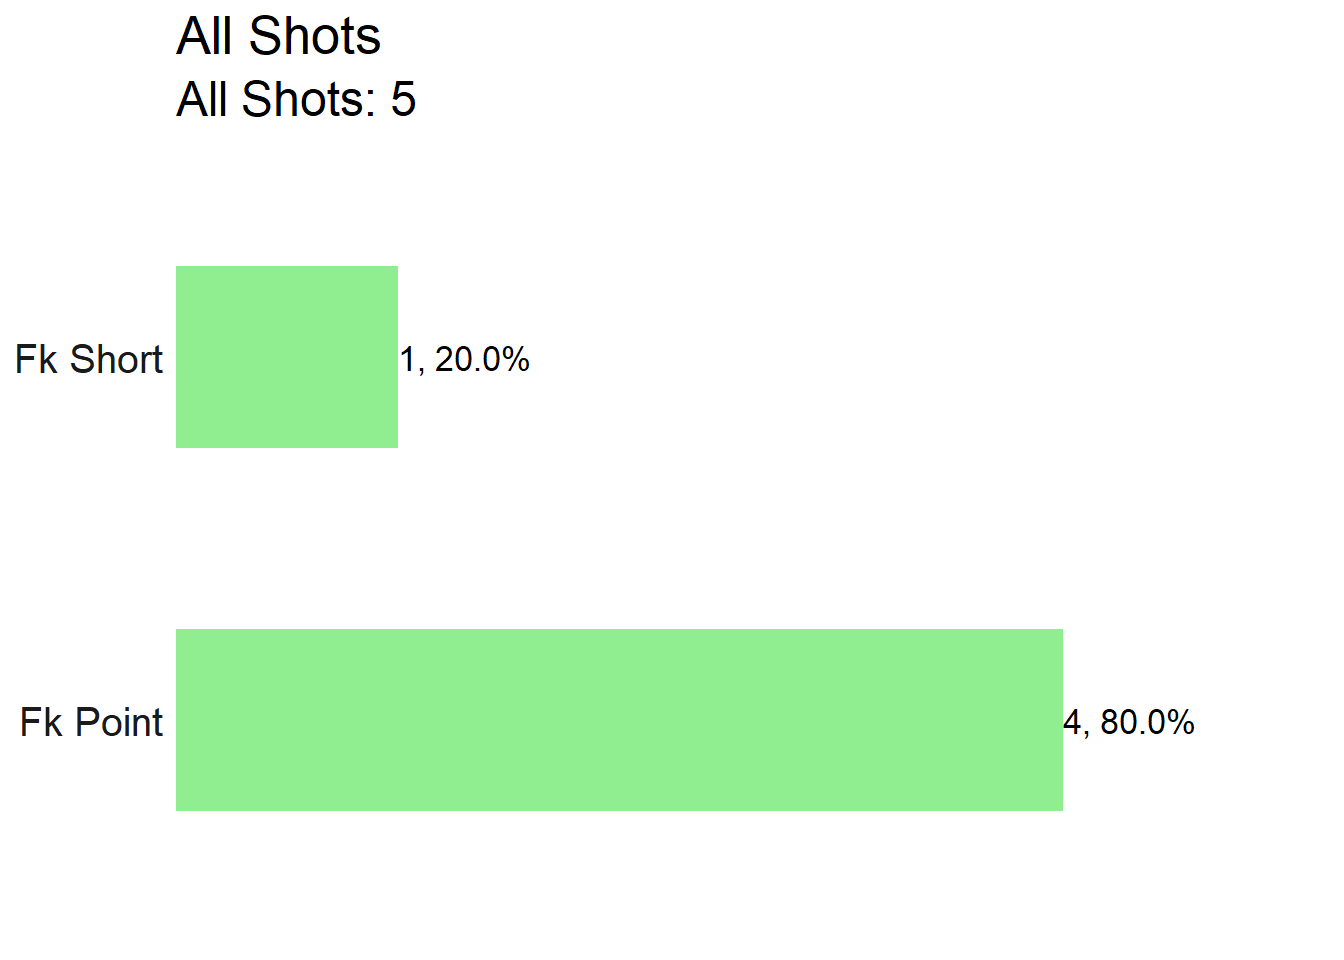 All Shots
All Shots: 5
Fk Short
1, 20.0%
Fk Point
4, 80.0%